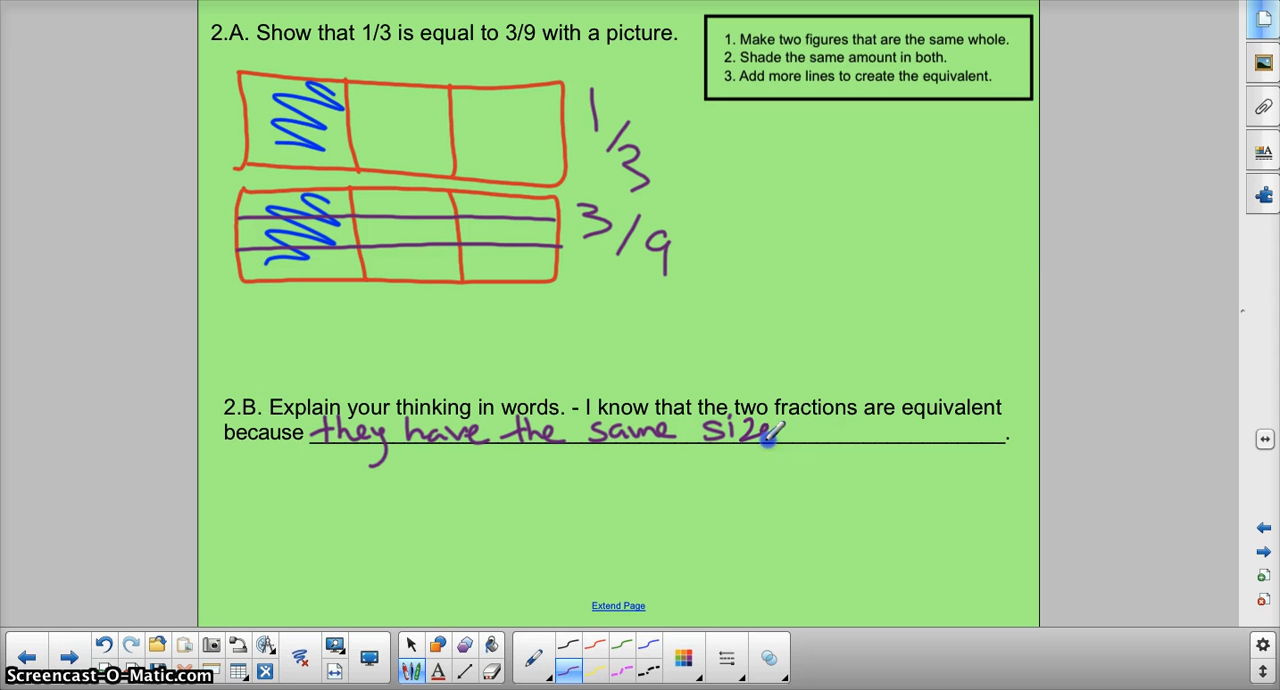 2.A. Show that 1/3 is equal to 3/9 with a picture.
1. Make two figures that are the same whole.
2. Shade the same amount in both.
3. Add more lines to create the equivalent.
1/3
3/9
2.B. Explain your thinking in words. - I know that the two fractions are equivalent
because they have the same size .
Extend Page
Screencast-O-Matic.com